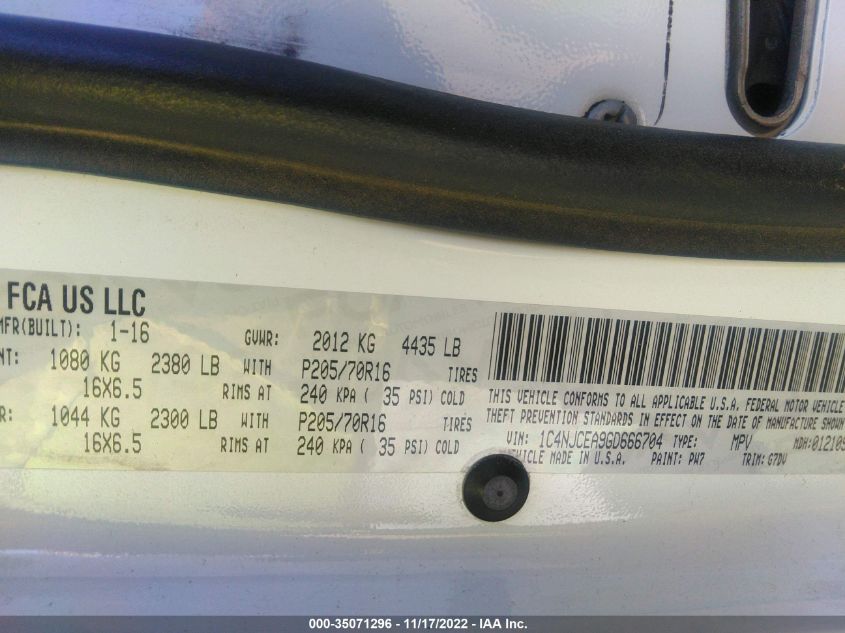 FCA US LLC
MFR(BUILT): 1-16 GVWR: 2012 KG 4435 LB
NT: 1080 KG 2380 LB WITH P205/70R16 TIRES
16X6.5 RIMS AT 240 KPA ( 35 PSI) COLD
R: 1044 KG 2300 LB WITH P205/70R16 TIRES
16X6.5 RIMS AT 240 KPA ( 35 PSI) COLD
THIS VEHICLE CONFORMS TO ALL APPLICABLE U.S.A. FEDERAL MOTOR VEHICLE
THEFT PREVENTION STANDARDS IN EFFECT ON THE DATE OF MANUFACTURE SHOWN
VIN: 1C4NJCEA9GD666704 TYPE: MPV MDH:012105
VEHICLE MADE IN U.S.A. PAINT: PW7 TRIM: G7DV
000-35071296 - 11/17/2022 - IAA Inc.